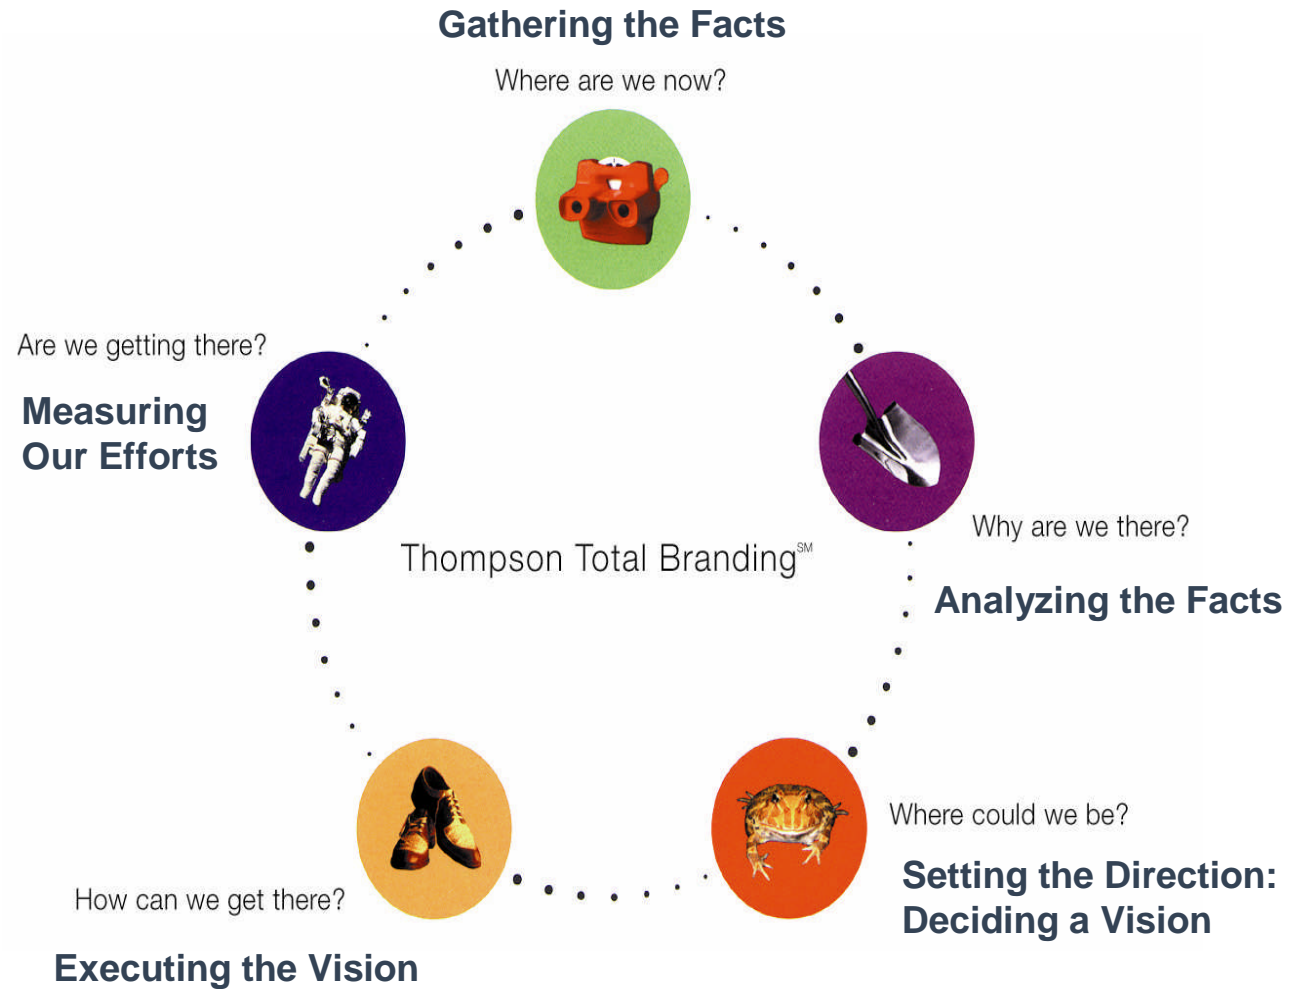 Gathering the Facts
Where are we now?
Are we getting there?
Measuring
Our Efforts
Thompson Total Branding℠
Why are we there?
Analyzing the Facts
Where could we be?
Setting the Direction:
Deciding a Vision
How can we get there?
Executing the Vision